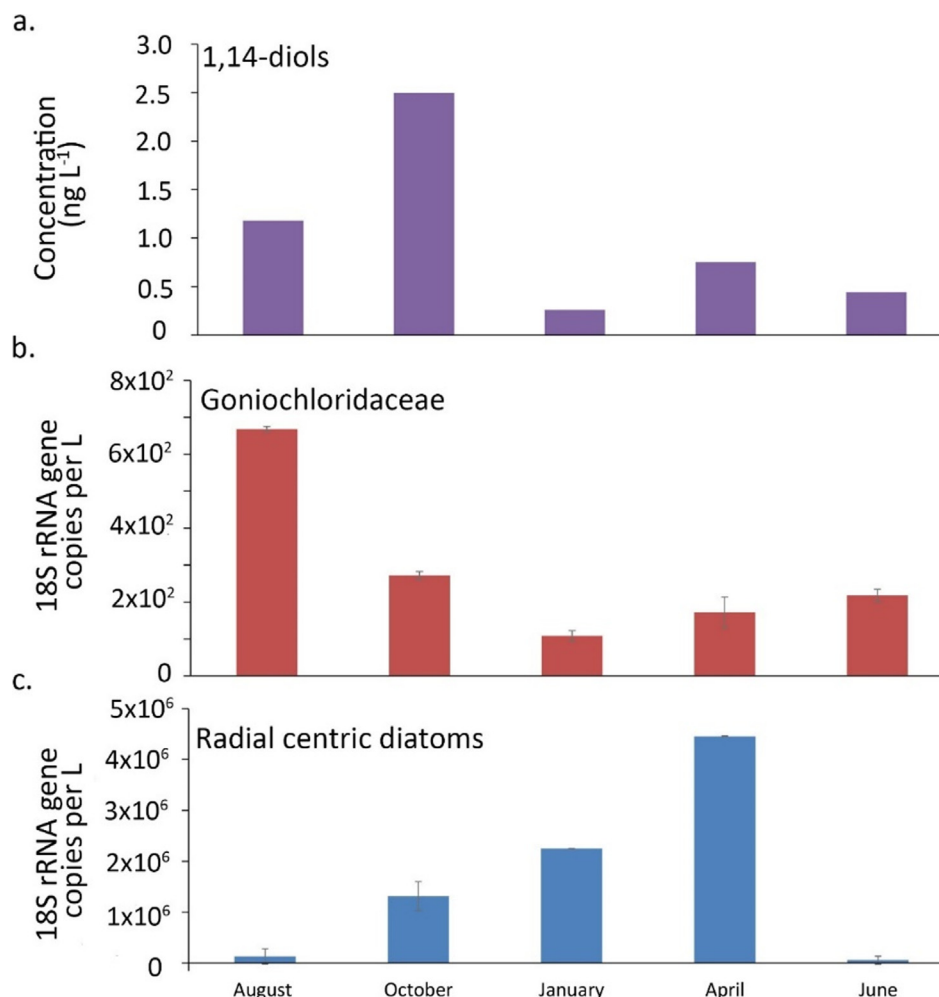 a.
1,14-diols
Concentration
(ng L⁻¹)
3.0
2.5
2.0
1.5
1.0
0.5
0
b.
Goniochloridaceae
18S rRNA gene
copies per L
8x10²
6x10²
4x10²
2x10²
0
c.
Radial centric diatoms
18S rRNA gene
copies per L
5x10⁶
4x10⁶
3x10⁶
2x10⁶
1x10⁶
0
August October January April June